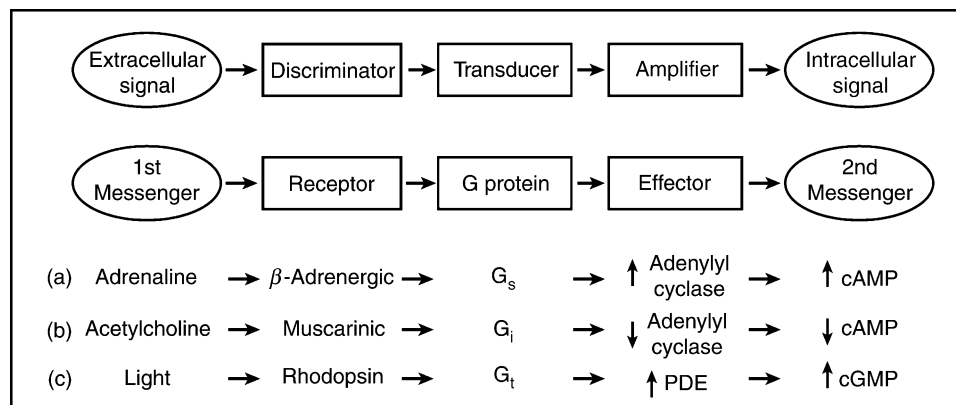 Extracellular signal → Discriminator → Transducer → Amplifier → Intracellular signal
1st Messenger → Receptor → G protein → Effector → 2nd Messenger
(a) Adrenaline → β-Adrenergic → Gs → ↑ Adenylyl cyclase → ↑ cAMP
(b) Acetylcholine → Muscarinic → Gi → ↓ Adenylyl cyclase → ↓ cAMP
(c) Light → Rhodopsin → Gt → ↑ PDE → ↑ cGMP